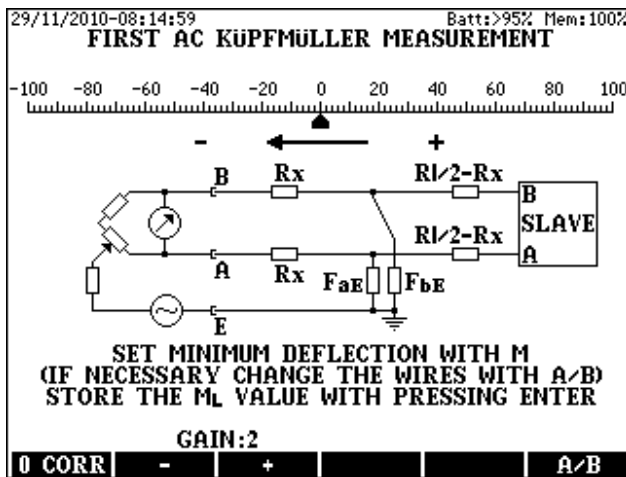 29/11/2010-08:14:59 Batt:>95% Mem:100%
FIRST AC KüPFMüLLER MEASUREMENT
-100 -80 -60 -40 -20 0 20 40 60 80 100
- +
B Rx Rl/2-Rx B
SLAVE
Rl/2-Rx
A Rx FaE FbE A
E
SET MINIMUM DEFLECTION WITH M
(IF NECESSARY CHANGE THE WIRES WITH A/B)
STORE THE ML VALUE WITH PRESSING ENTER
GAIN:2
0 CORR - + A/B